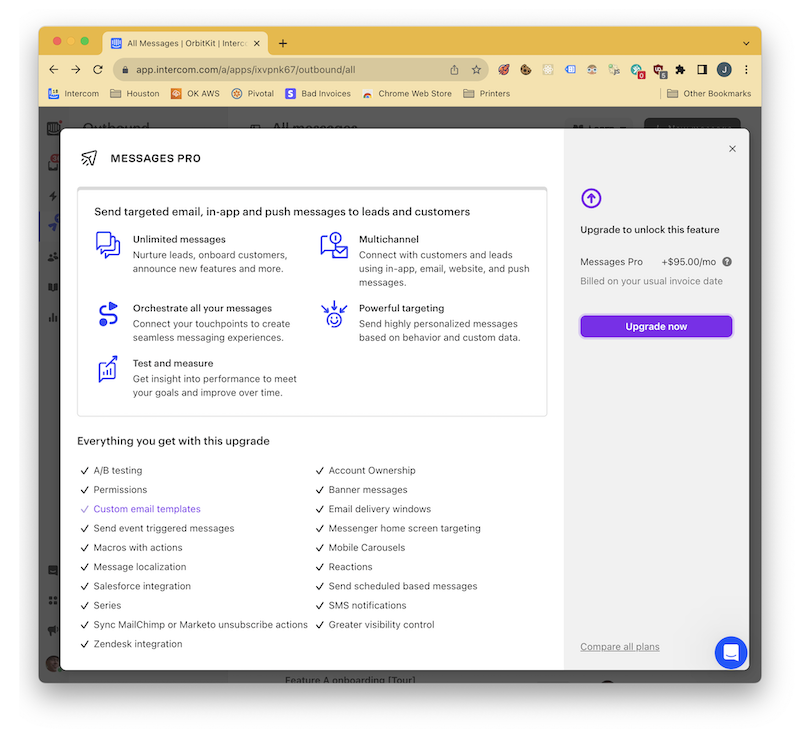 All Messages | OrbitKit | Interc
app.intercom.com/a/apps/ixvpnk67/outbound/all
0
5
J
Intercom
Houston
OK AWS
Pivotal
Bad Invoices
Chrome Web Store
Printers
Other Bookmarks
Outbound
All messages
MESSAGES PRO
Send targeted email, in-app and push messages to leads and customers
Unlimited messages
Nurture leads, onboard customers,
announce new features and more.
Multichannel
Connect with customers and leads
using in-app, email, website, and push
messages.
Orchestrate all your messages
Connect your touchpoints to create
seamless messaging experiences.
Powerful targeting
Send highly personalized messages
based on behavior and custom data.
Test and measure
Get insight into performance to meet
your goals and improve over time.
Everything you get with this upgrade
A/B testing
Permissions
Custom email templates
Send event triggered messages
Macros with actions
Message localization
Salesforce integration
Series
Sync MailChimp or Marketo unsubscribe actions
Zendesk integration
Account Ownership
Banner messages
Email delivery windows
Messenger home screen targeting
Mobile Carousels
Reactions
Send scheduled based messages
SMS notifications
Greater visibility control
Upgrade to unlock this feature
Messages Pro +$95.00/mo ?
Billed on your usual invoice date
Upgrade now
Compare all plans
Feature A onboarding [Tour]